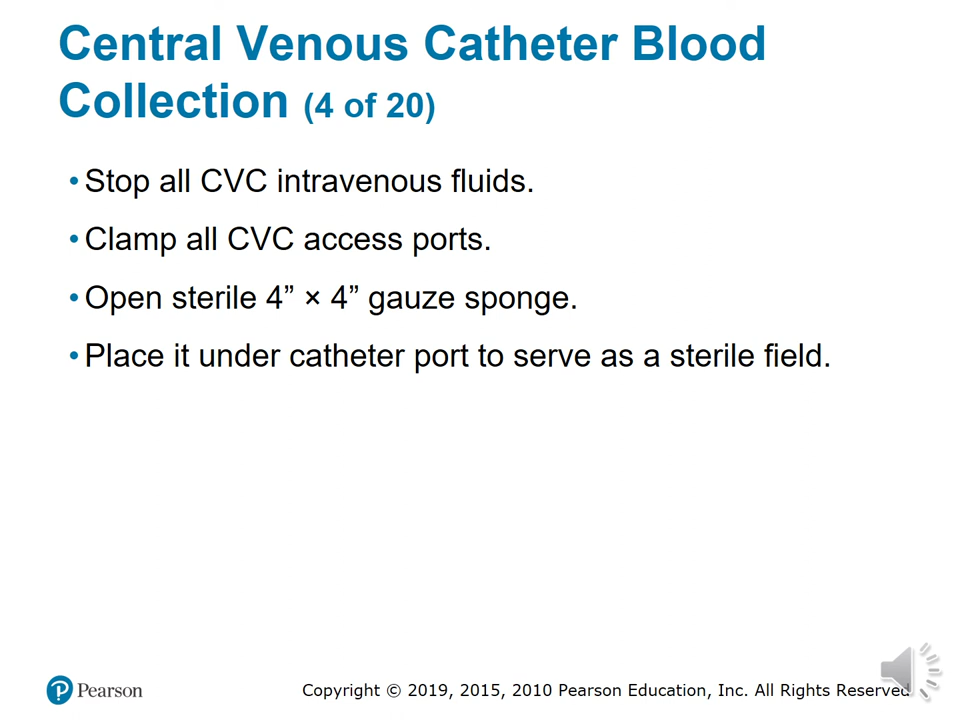 Central Venous Catheter Blood
Collection (4 of 20)
• Stop all CVC intravenous fluids.
• Clamp all CVC access ports.
• Open sterile 4” × 4” gauze sponge.
• Place it under catheter port to serve as a sterile field.
P Pearson
Copyright © 2019, 2015, 2010 Pearson Education, Inc. All Rights Reserved